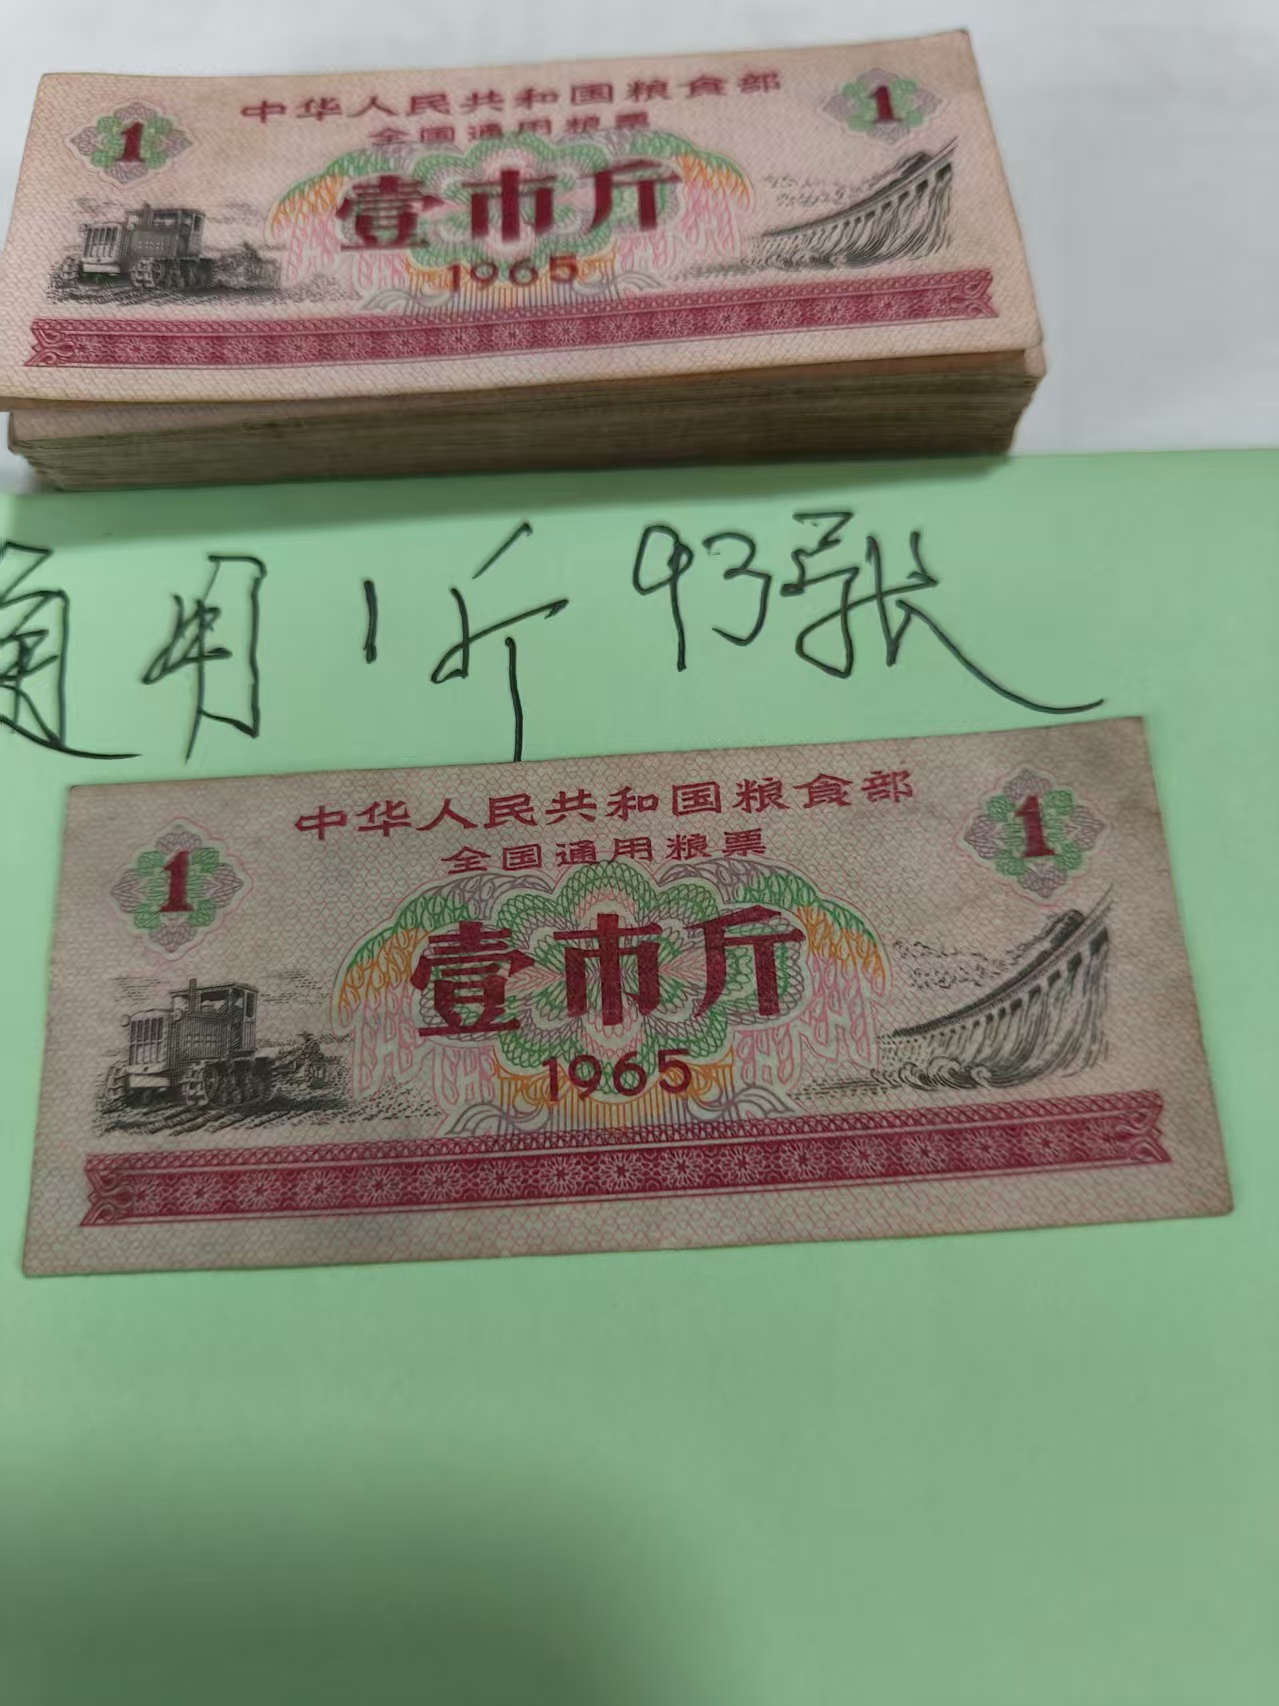 中华人民共和国粮食部
1
1
全国通用粮票
壹市斤
1965
通用1斤93张
中华人民共和国粮食部
1
1
全国通用粮票
壹市斤
1965